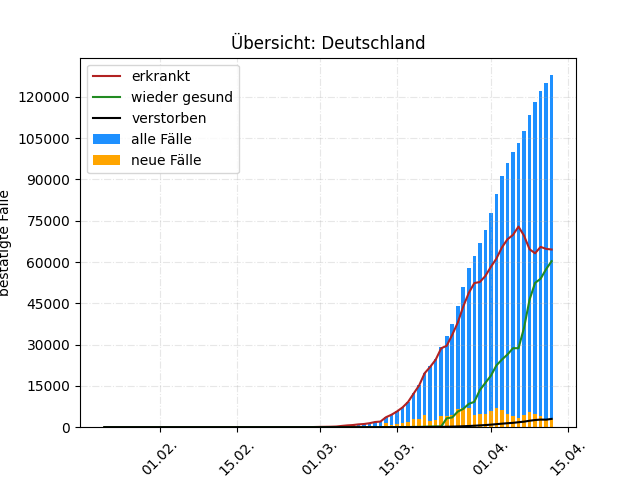 Übersicht: Deutschland
erkrankt
wieder gesund
verstorben
alle Fälle
neue Fälle
bestätigte Fälle
120000
105000
90000
75000
60000
45000
30000
15000
0
01.02.
15.02.
01.03.
15.03.
01.04.
15.04.